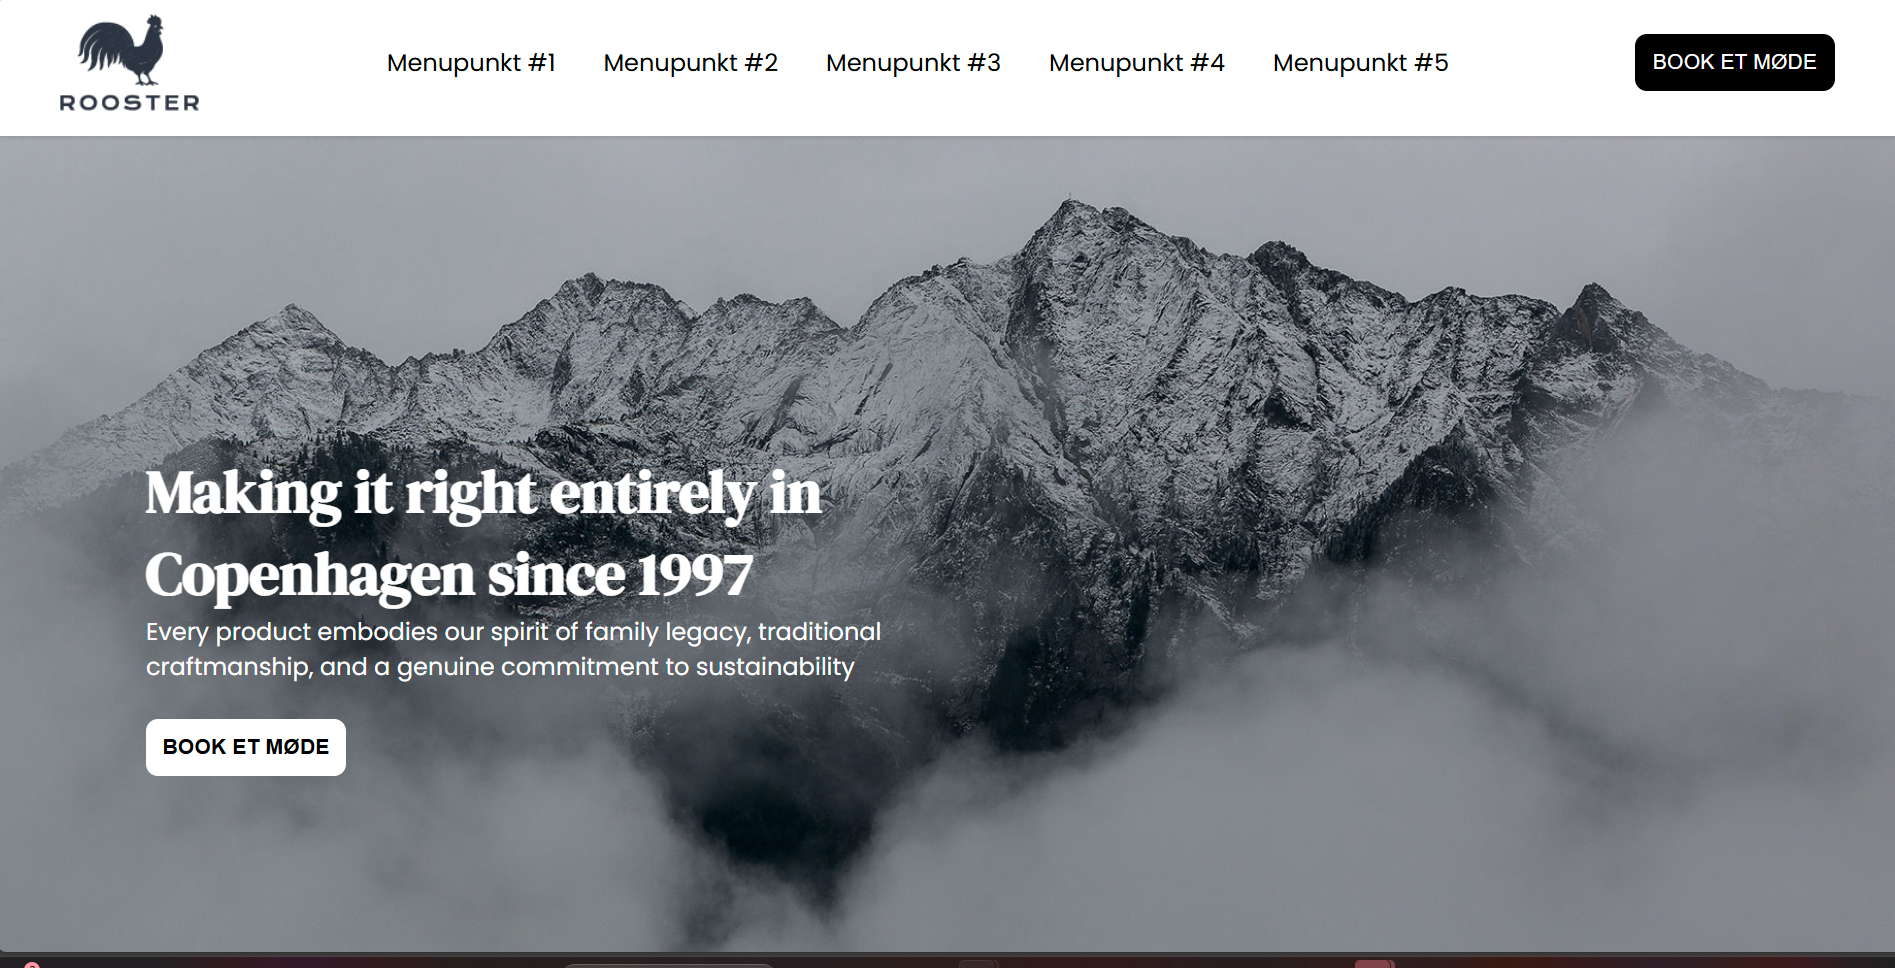 ROOSTER
Menupunkt #1
Menupunkt #2
Menupunkt #3
Menupunkt #4
Menupunkt #5
BOOK ET MØDE
Making it right entirely in
Copenhagen since 1997
Every product embodies our spirit of family legacy, traditional
craftmanship, and a genuine commitment to sustainability
BOOK ET MØDE